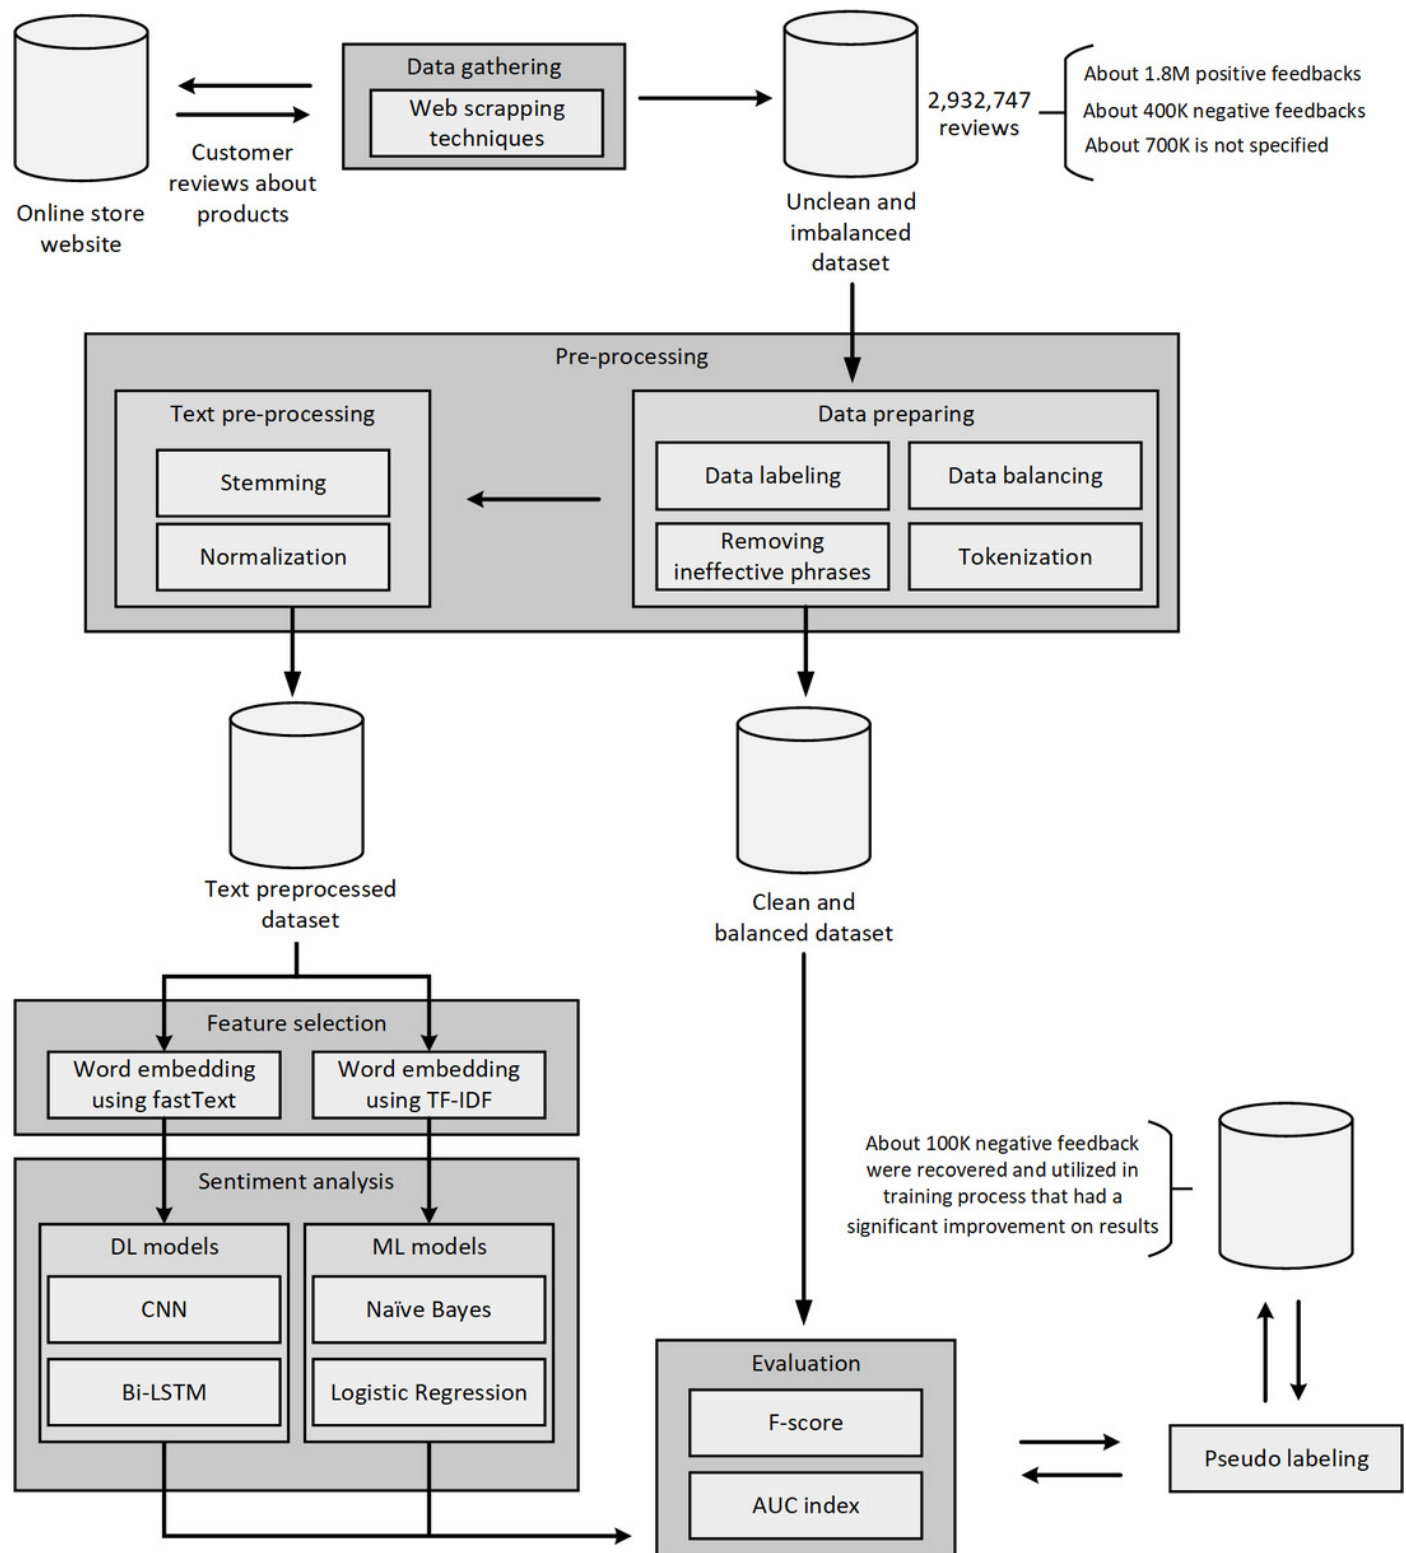 Data gathering
Web scrapping
techniques
Customer
reviews about
products
Online store
website
2,932,747
reviews
About 1.8M positive feedbacks
About 400K negative feedbacks
About 700K is not specified
Unclean and
imbalanced
dataset
Pre-processing
Text pre-processing
Stemming
Normalization
Data preparing
Data labeling
Data balancing
Removing
ineffective phrases
Tokenization
Text preprocessed
dataset
Clean and
balanced dataset
Feature selection
Word embedding
using fastText
Word embedding
using TF-IDF
Sentiment analysis
DL models
CNN
Bi-LSTM
ML models
Naïve Bayes
Logistic Regression
About 100K negative feedback
were recovered and utilized in
training process that had a
significant improvement on results
Evaluation
F-score
AUC index
Pseudo labeling